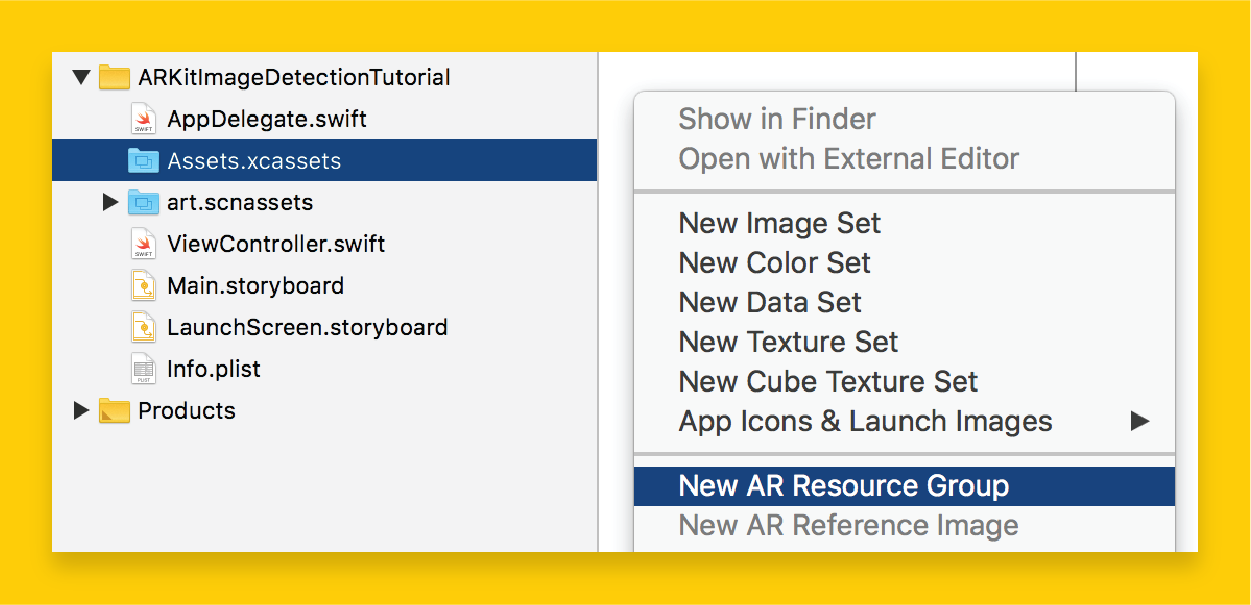 ARKitImageDetectionTutorial
SWIFT
AppDelegate.swift
Assets.xcassets
art.scnassets
SWIFT
ViewController.swift
Main.storyboard
LaunchScreen.storyboard
PLIST
Info.plist
Products
Show in Finder
Open with External Editor
New Image Set
New Color Set
New Data Set
New Texture Set
New Cube Texture Set
App Icons & Launch Images
New AR Resource Group
New AR Reference Image